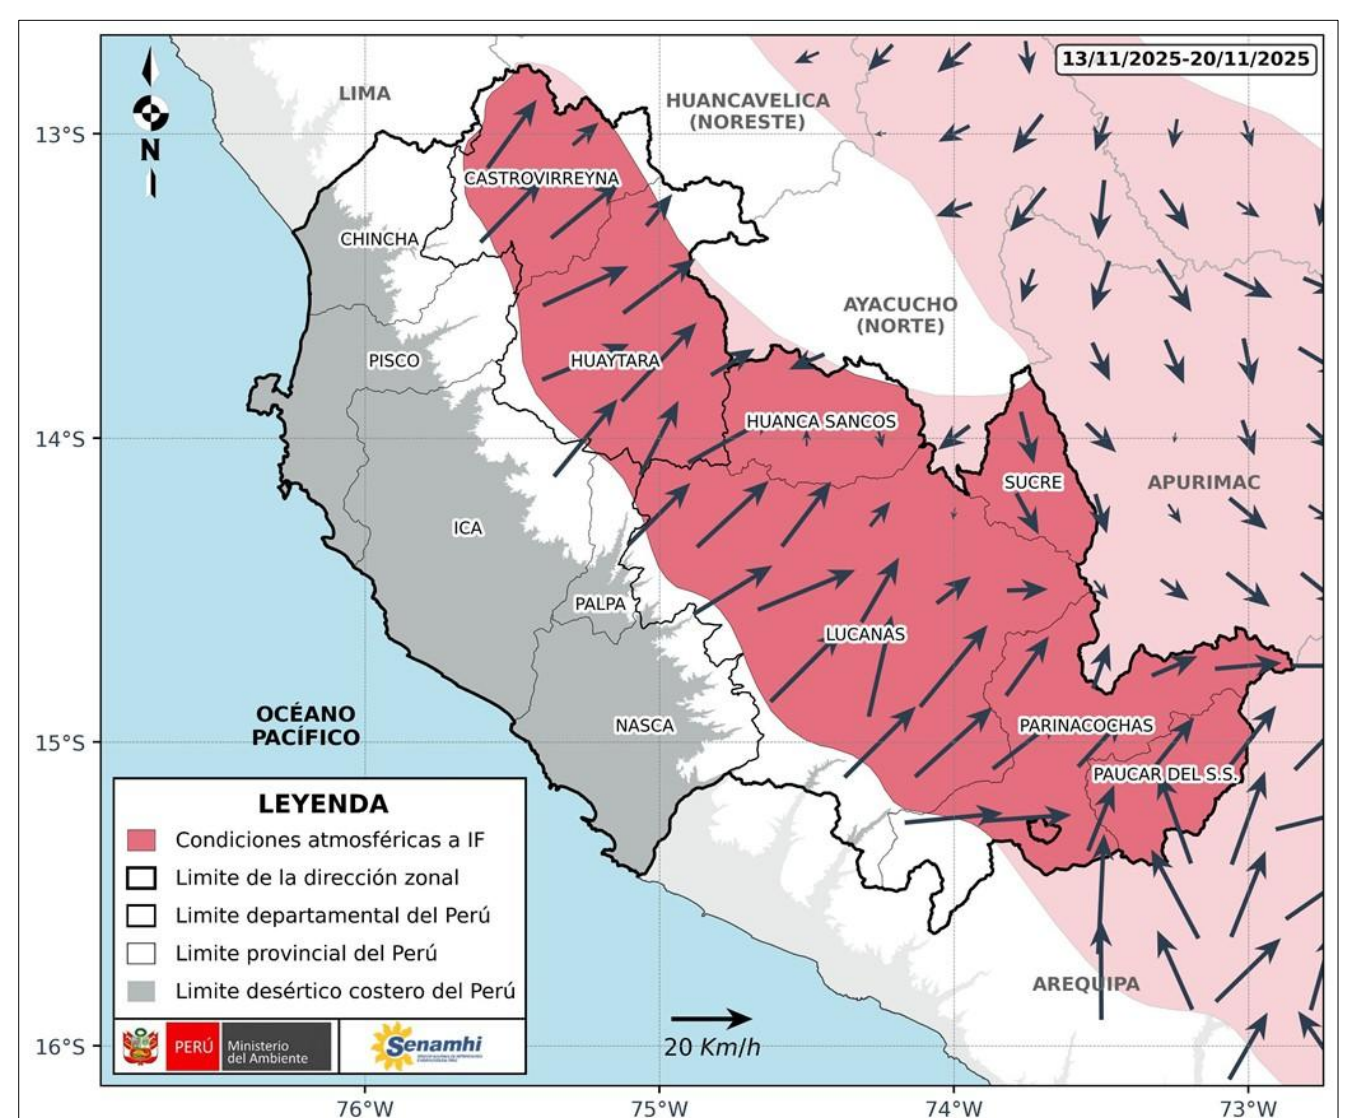 13/11/2025-20/11/2025
LIMA
HUANCAVELICA
(NORESTE)
13°S
N
CASTROVIRREYNA
CHINCHA
AYACUCHO
(NORTE)
PISCO
HUAYTARA
HUANCA SANCOS
14°S
SUCRE
APURIMAC
ICA
PALPA
LUCANAS
OCÉANO
PACÍFICO
NASCA
PARINACOCHAS
15°S
PAUCAR DEL S.S.
LEYENDA
Condiciones atmosféricas a IF
Limite de la dirección zonal
Limite departamental del Perú
Limite provincial del Perú
Limite desértico costero del Perú
AREQUIPA
PERÚ
Ministerio
del Ambiente
Senamhi
20 Km/h
16°S
76°W
75°W
74°W
73°W